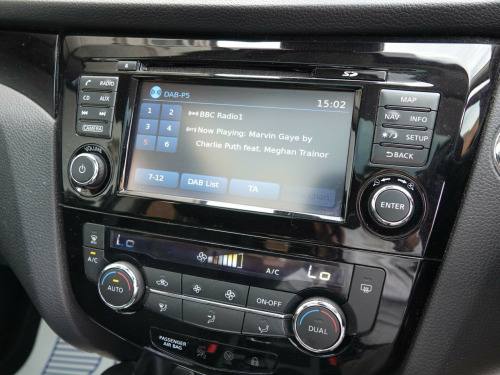 RADIO
CD AUX
CAMERA
VOLUME
DAB-P5
15:02
1 2
3 4
5 6
BBC Radio1
Now Playing: Marvin Gaye by
Charlie Puth feat. Meghan Trainor
7-12
DAB List
TA
MAP
NAV INFO
SETUP
BACK
ENTER
A/C
Lo
A/C
Lo
AUTO
ON·OFF
DUAL
PASSENGER
AIR BAG